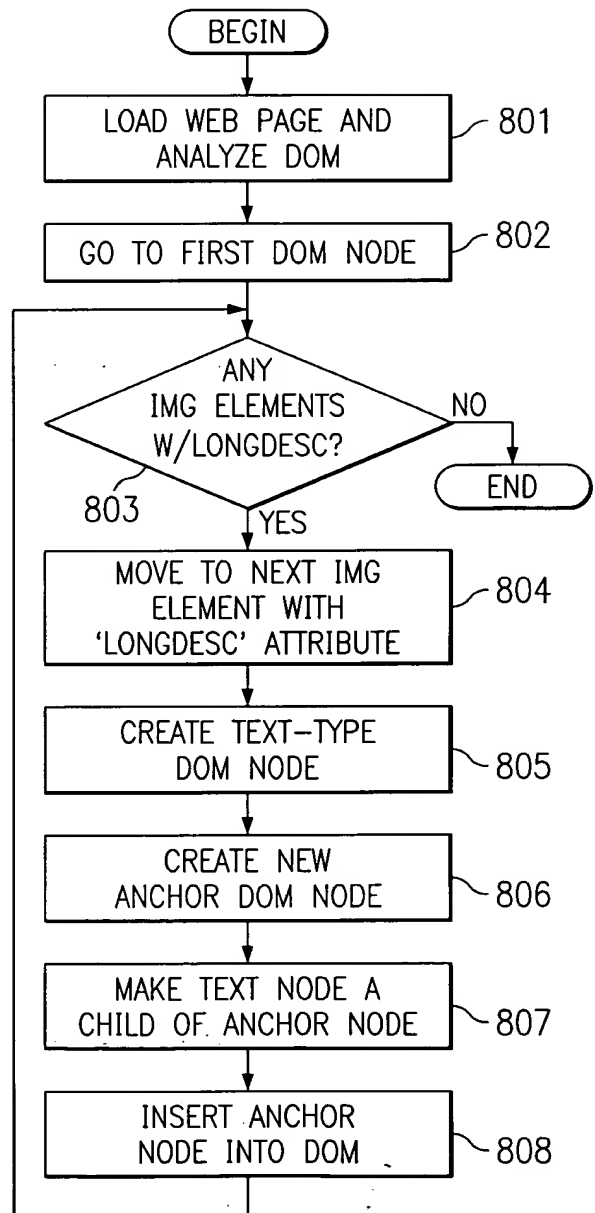 BEGIN
LOAD WEB PAGE AND
ANALYZE DOM
801
GO TO FIRST DOM NODE
802
ANY
IMG ELEMENTS
W/LONGDESC?
803
NO
END
YES
MOVE TO NEXT IMG
ELEMENT WITH
'LONGDESC' ATTRIBUTE
804
CREATE TEXT-TYPE
DOM NODE
805
CREATE NEW
ANCHOR DOM NODE
806
MAKE TEXT NODE A
CHILD OF ANCHOR NODE
807
INSERT ANCHOR
NODE INTO DOM
808